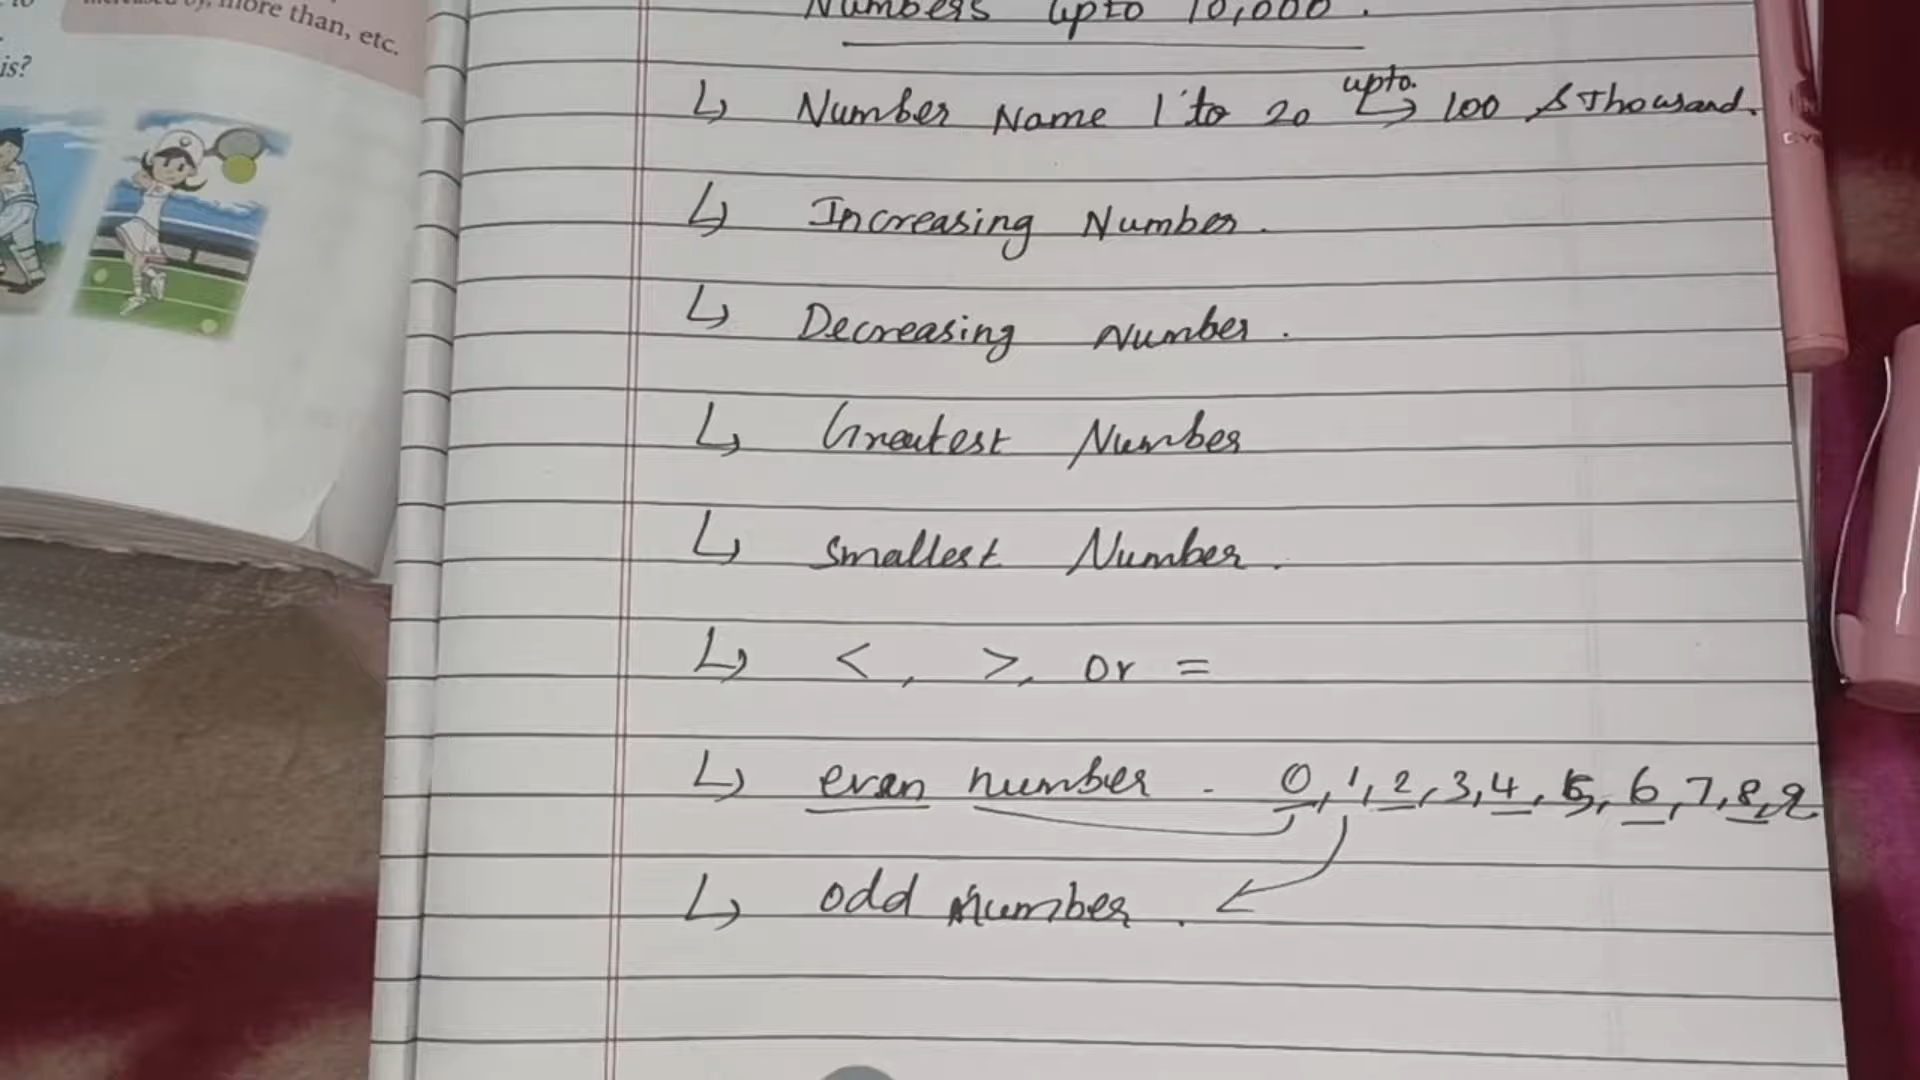 more than, etc.
is?
Numbers upto 10,000.
↳ Number Name 1 to 20 upto. → 100 & Thousand.
↳ Increasing Number.
↳ Decreasing Number.
↳ Greatest Number
↳ Smallest Number.
↳ <, >, or =
↳ even number - 0, 1, 2, 3, 4, 5, 6, 7, 8, 9
↳ odd number.